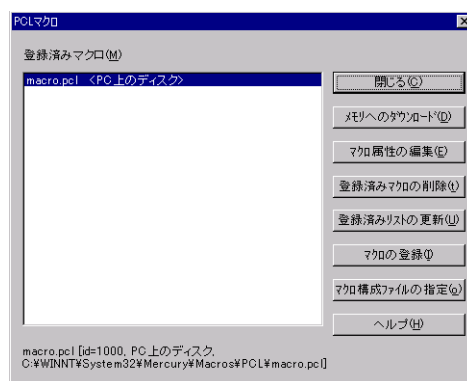 PCLマクロ
登録済みマクロ(M)
macro.pcl <PC上のディスク>
閉じる(C)
メモリへのダウンロード(D)
マクロ属性の編集(E)
登録済みマクロの削除(t)
登録済みリストの更新(U)
マクロの登録(I)
マクロ構成ファイルの指定(o)
ヘルプ(H)
macro.pcl [id=1000, PC上のディスク,
C:¥WINNT¥System32¥Mercury¥Macros¥PCL¥macro.pcl]